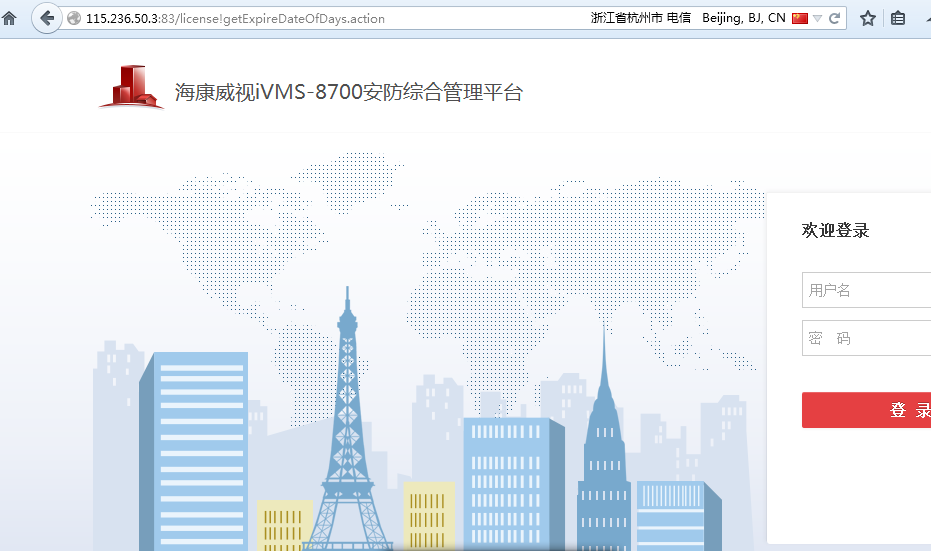 115.236.50.3:83/license!getExpireDateOfDays.action 浙江省杭州市 电信 Beijing, BJ, CN
海康威视iVMS-8700安防综合管理平台
欢迎登录
用户名
密 码
登 录